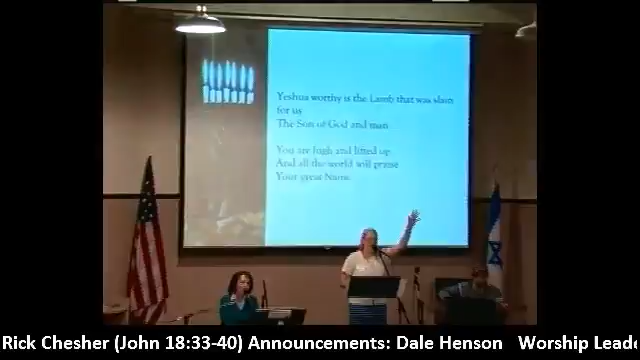 Yeshua worthy is the Lamb that was slain
for us
The Son of God and man
You are high and lifted up
And all the world will praise
Your great Name
Rick Chesher (John 18:33-40) Announcements: Dale Henson Worship Leade